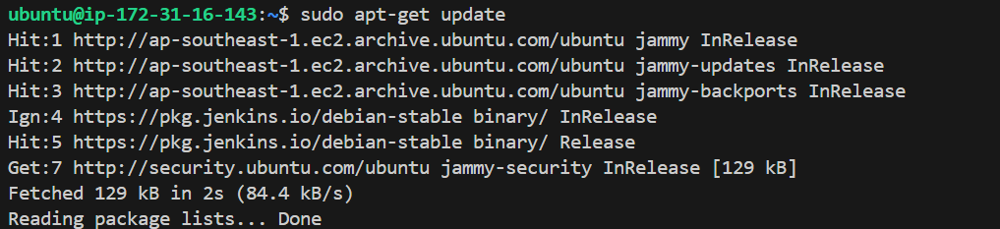 ubuntu@ip-172-31-16-143:~$ sudo apt-get update
Hit:1 http://ap-southeast-1.ec2.archive.ubuntu.com/ubuntu jammy InRelease
Hit:2 http://ap-southeast-1.ec2.archive.ubuntu.com/ubuntu jammy-updates InRelease
Hit:3 http://ap-southeast-1.ec2.archive.ubuntu.com/ubuntu jammy-backports InRelease
Ign:4 https://pkg.jenkins.io/debian-stable binary/ InRelease
Hit:5 https://pkg.jenkins.io/debian-stable binary/ Release
Get:7 http://security.ubuntu.com/ubuntu jammy-security InRelease [129 kB]
Fetched 129 kB in 2s (84.4 kB/s)
Reading package lists... Done